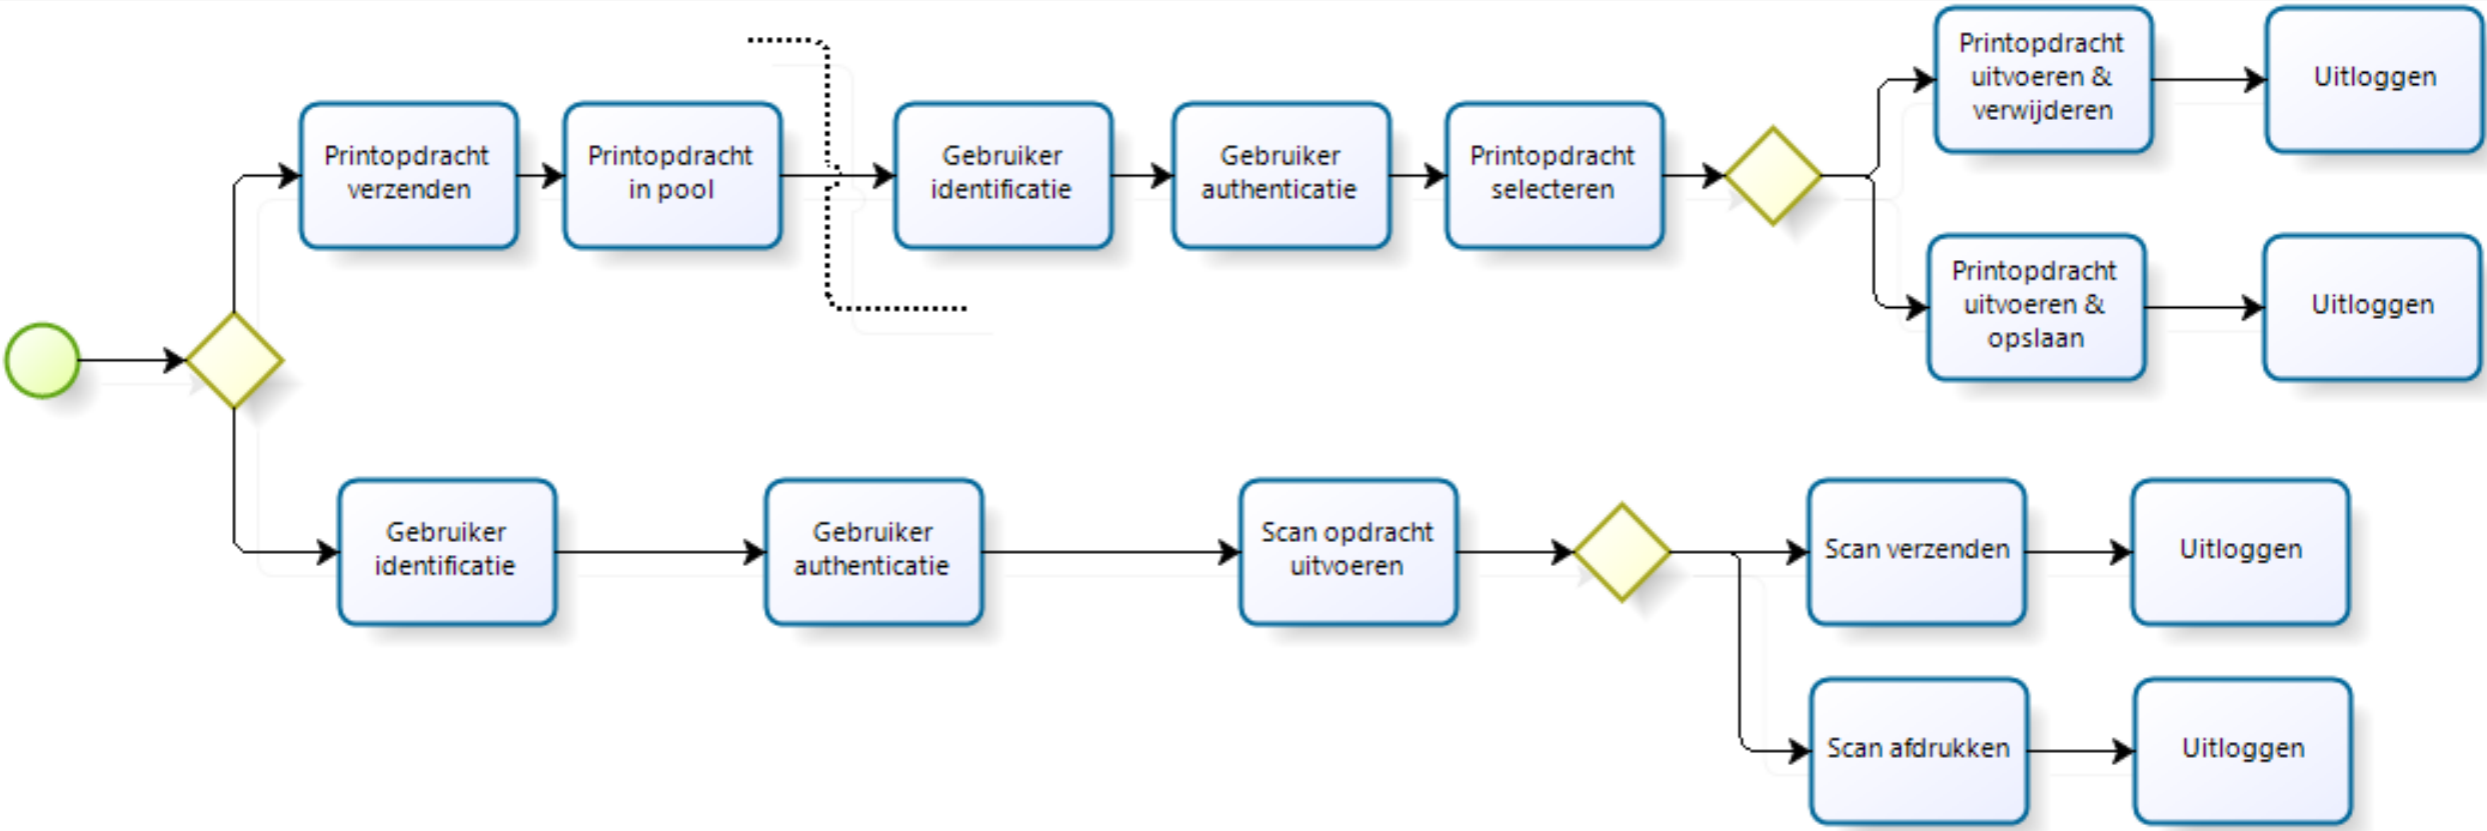 Printopdracht
verzenden
Printopdracht
in pool
Gebruiker
identificatie
Gebruiker
authenticatie
Printopdracht
selecteren
Printopdracht
uitvoeren &
verwijderen
Uitloggen
Printopdracht
uitvoeren &
opslaan
Uitloggen
Gebruiker
identificatie
Gebruiker
authenticatie
Scan opdracht
uitvoeren
Scan verzenden
Uitloggen
Scan afdrukken
Uitloggen